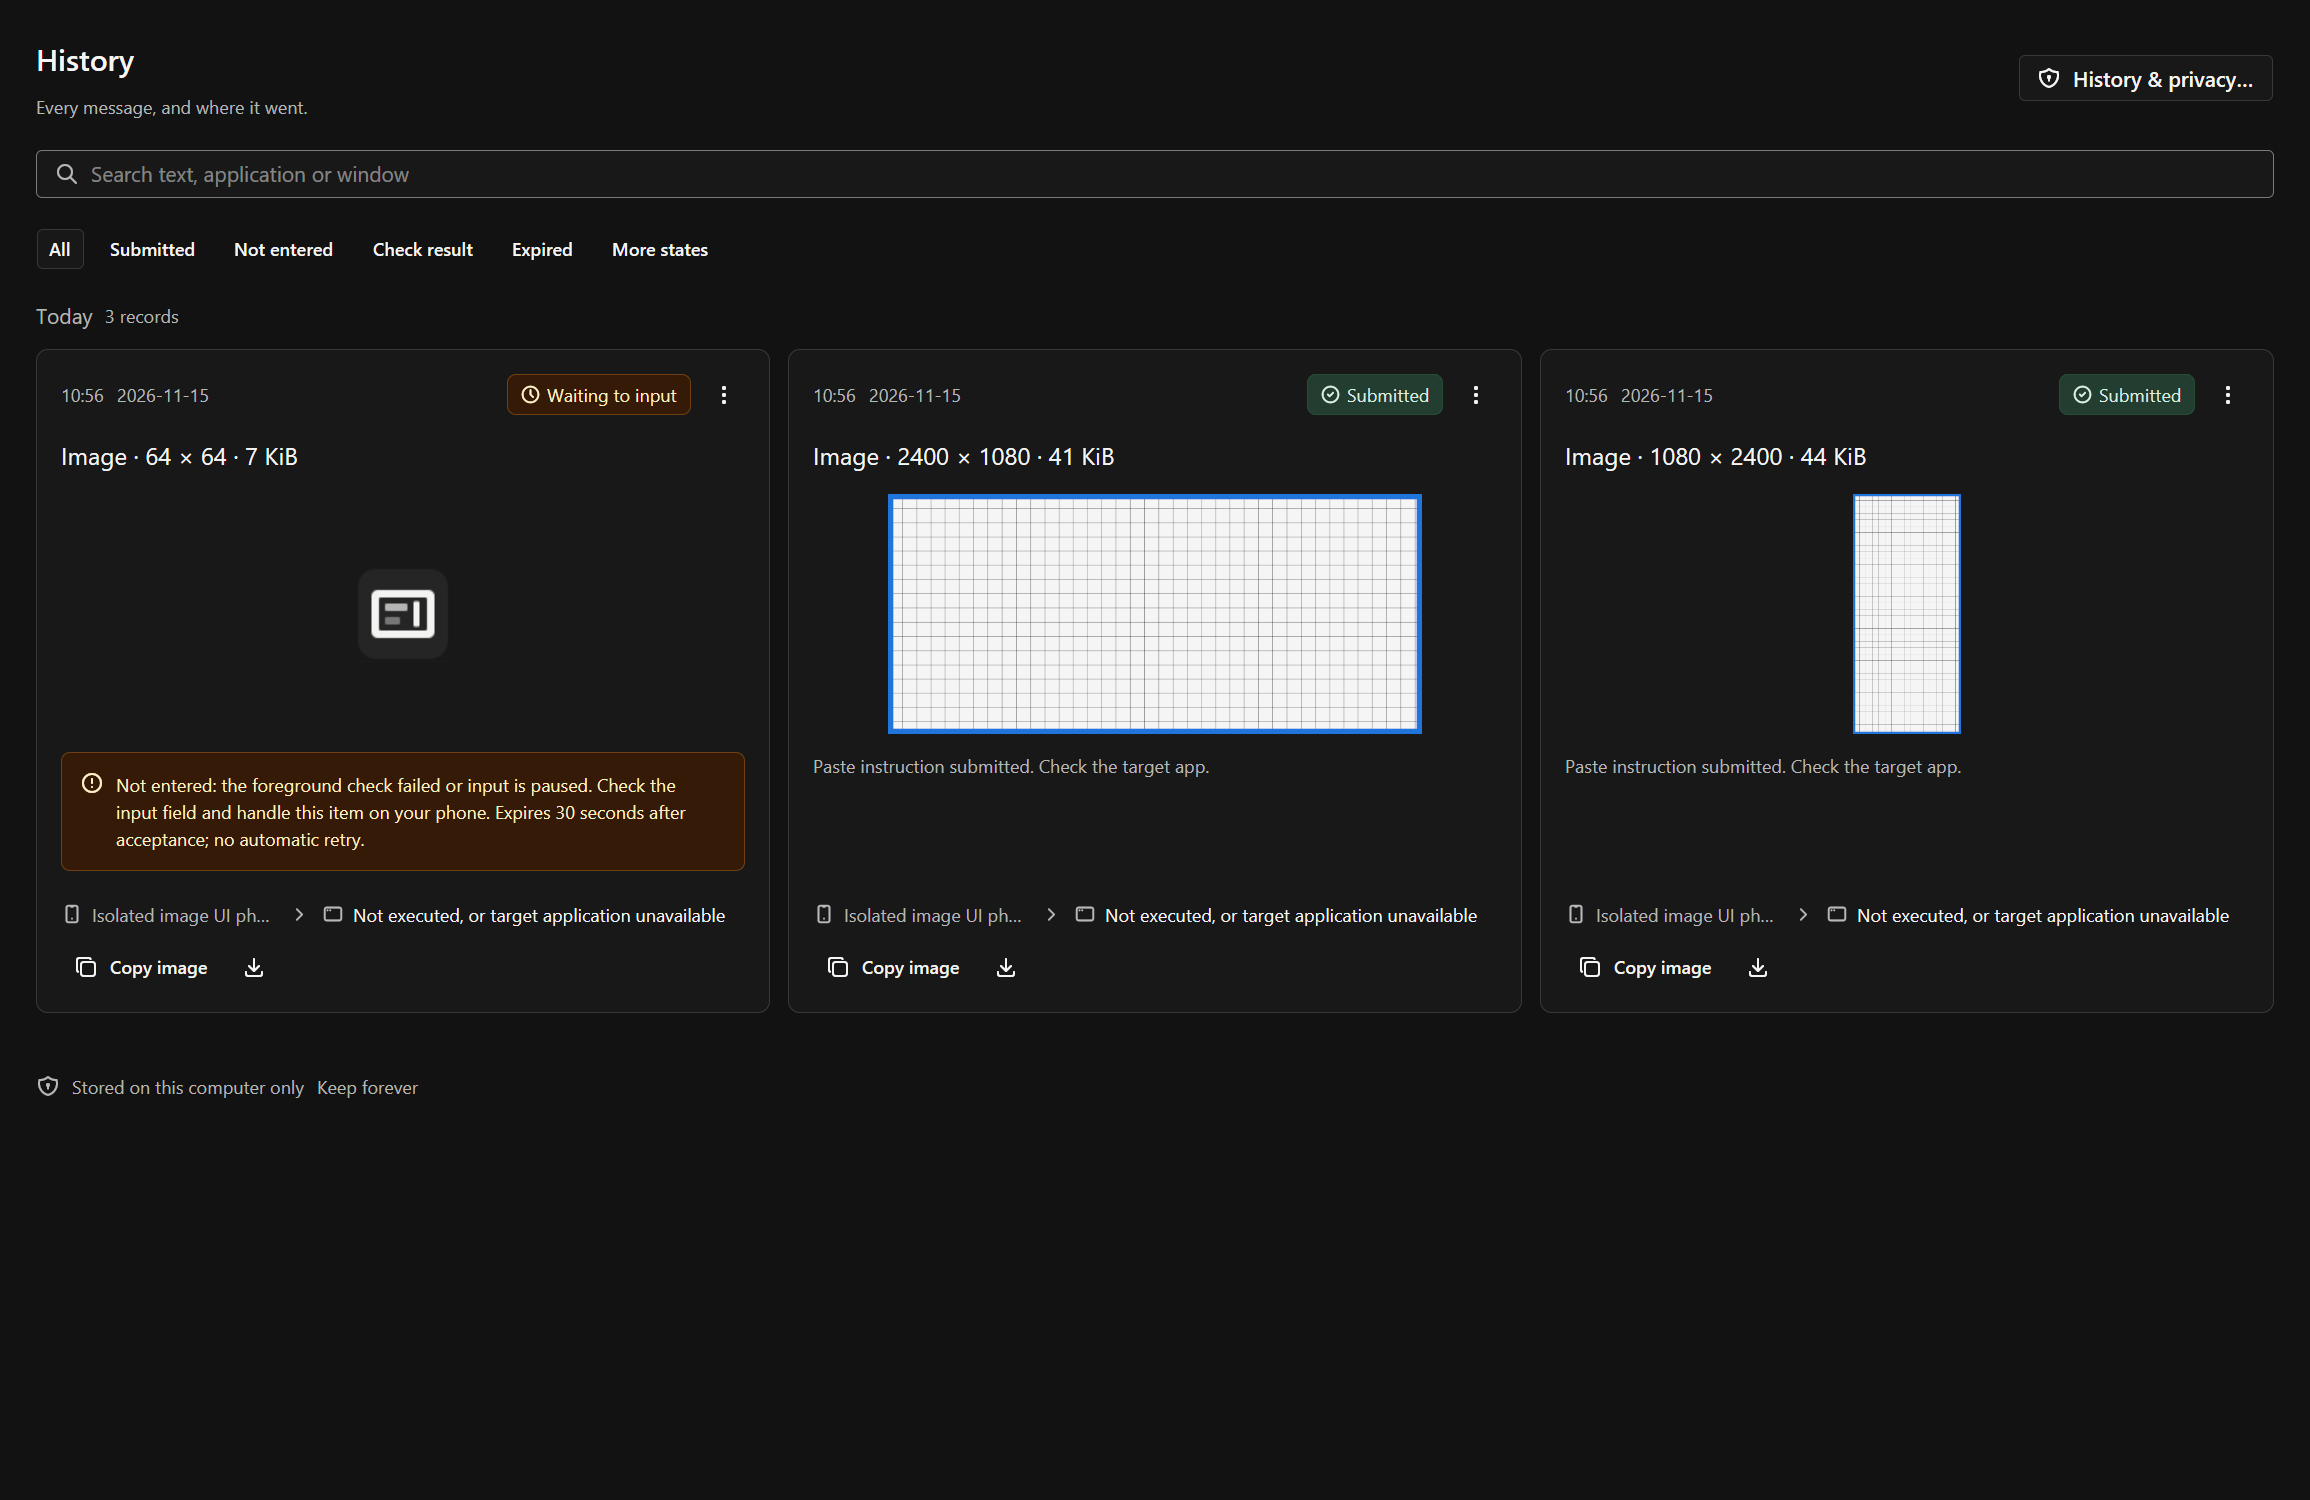 History
Every message, and where it went.
History & privacy...
Search text, application or window
All Submitted Not entered Check result Expired More states
Today 3 records
10:56 2026-11-15 Waiting to input
Image · 64 × 64 · 7 KiB
Not entered: the foreground check failed or input is paused. Check the
input field and handle this item on your phone. Expires 30 seconds after
acceptance; no automatic retry.
Isolated image UI ph... Not executed, or target application unavailable
Copy image
10:56 2026-11-15 Submitted
Image · 2400 × 1080 · 41 KiB
Paste instruction submitted. Check the target app.
Isolated image UI ph... Not executed, or target application unavailable
Copy image
10:56 2026-11-15 Submitted
Image · 1080 × 2400 · 44 KiB
Paste instruction submitted. Check the target app.
Isolated image UI ph... Not executed, or target application unavailable
Copy image
Stored on this computer only Keep forever